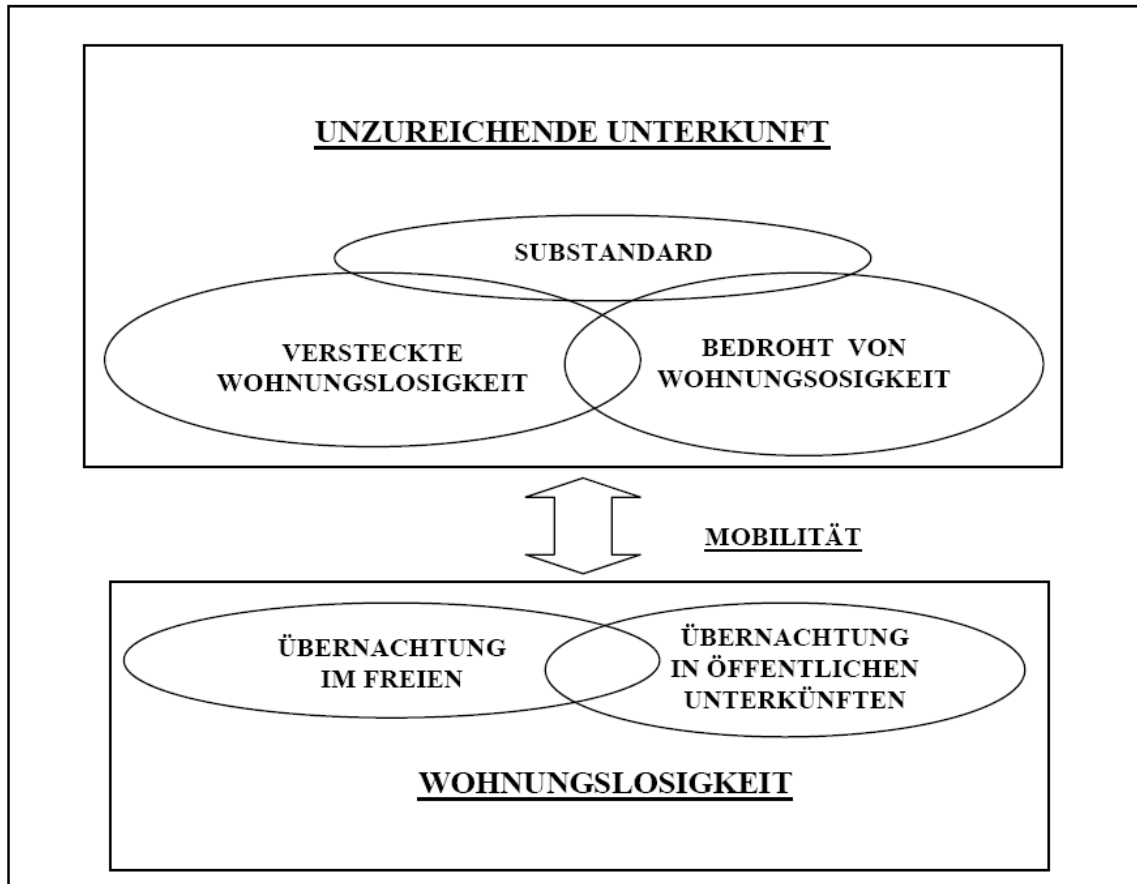 UNZUREICHENDE UNTERKUNFT
SUBSTANDARD
VERSTECKTE
WOHNUNGSLOSIGKEIT
BEDROHT VON
WOHNUNGSOSIGKEIT
MOBILITÄT
ÜBERNACHTUNG
IM FREIEN
ÜBERNACHTUNG
IN ÖFFENTLICHEN
UNTERKÜNFTEN
WOHNUNGSLOSIGKEIT